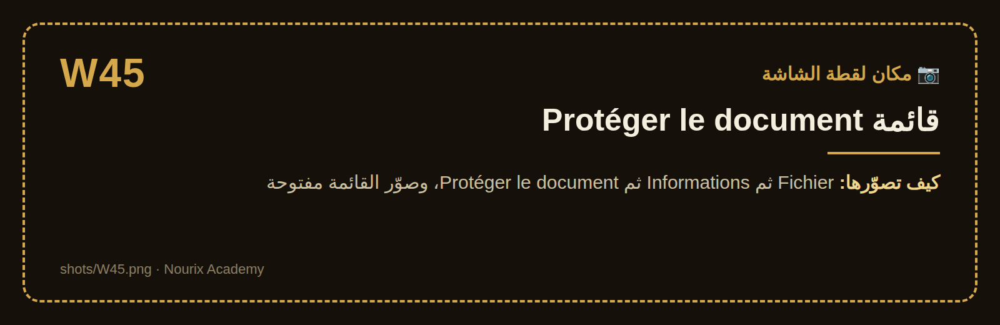 W45
📷 مكان لقطة الشاشة
قائمة Protéger le document
كيف تصوّرها: Fichier ثم Informations ثم Protéger le document، وصوّر القائمة مفتوحة
shots/W45.png · Nourix Academy